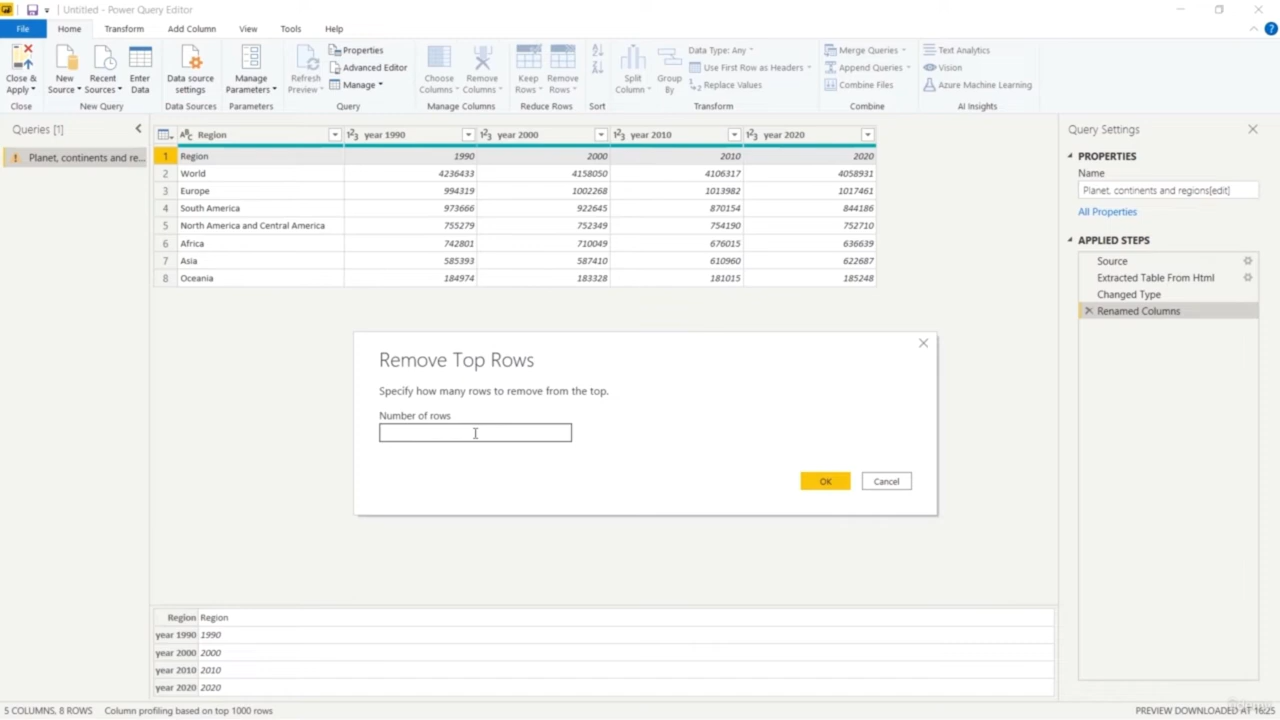 Untitled - Power Query Editor
File Home Transform Add Column View Tools Help
Close & Apply
New Source
Recent Sources
Enter Data
Data source settings
Manage Parameters
Refresh Preview
Properties
Advanced Editor
Manage
Choose Columns
Remove Columns
Keep Rows
Remove Rows
Split Column
Group By
Data Type: Any
Use First Row as Headers
Replace Values
Merge Queries
Append Queries
Combine Files
Text Analytics
Vision
Azure Machine Learning
Close New Query Data Sources Parameters Query Manage Columns Reduce Rows Sort Transform Combine AI Insights
Queries [1]
Planet, continents and re...
Region year 1990 year 2000 year 2010 year 2020
1 Region 1990 2000 2010 2020
2 World 4236433 4158050 4106317 4058931
3 Europe 994319 1002268 1013982 1017461
4 South America 973666 922645 870154 844186
5 North America and Central America 755279 752349 754190 752710
6 Africa 742801 710049 676015 636639
7 Asia 585393 587410 610960 622687
8 Oceania 184974 183328 181015 185248
Remove Top Rows
Specify how many rows to remove from the top.
Number of rows
OK Cancel
Region Region
year 1990 1990
year 2000 2000
year 2010 2010
year 2020 2020
Query Settings
PROPERTIES
Name
Planet, continents and regions[edit]
All Properties
APPLIED STEPS
Source
Extracted Table From Html
Changed Type
Renamed Columns
5 COLUMNS, 8 ROWS Column profiling based on top 1000 rows
PREVIEW DOWNLOADED AT 16:25